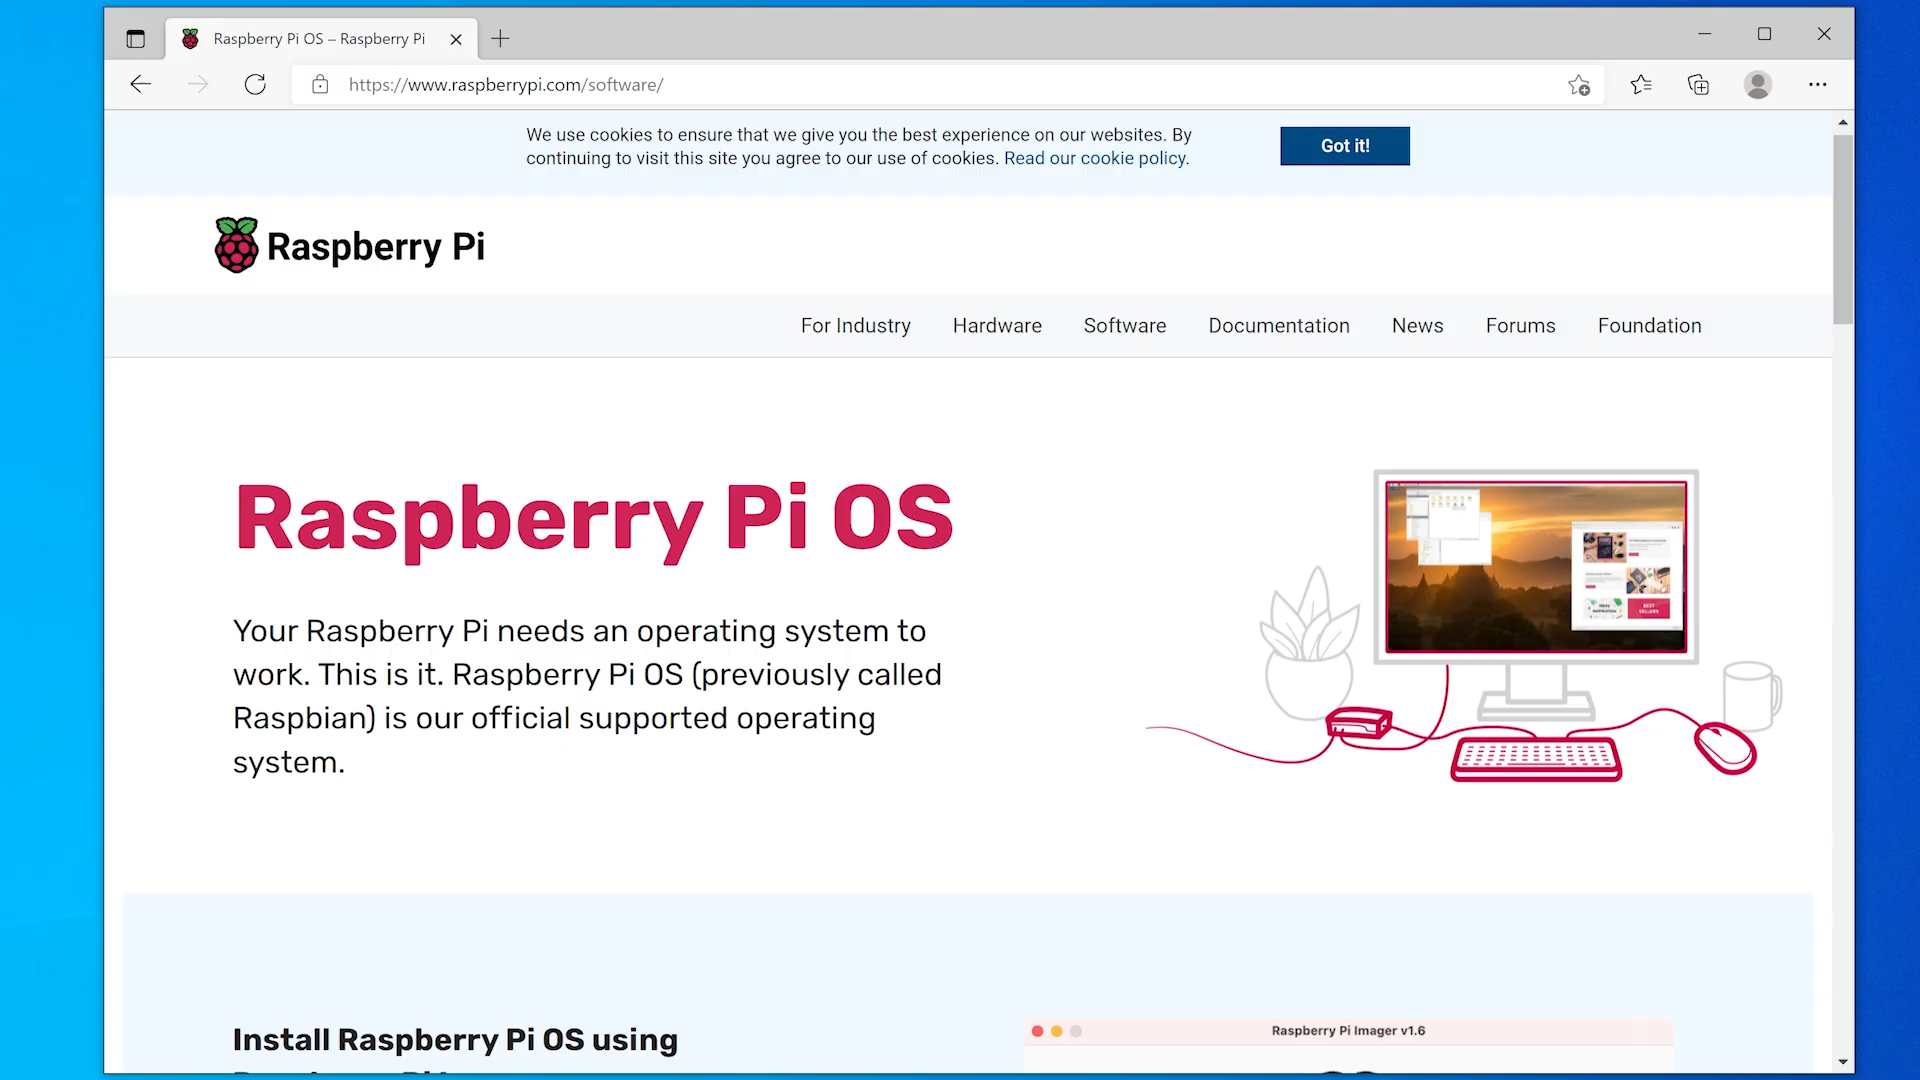 Raspberry Pi OS – Raspberry Pi
https://www.raspberrypi.com/software/
We use cookies to ensure that we give you the best experience on our websites. By
continuing to visit this site you agree to our use of cookies. Read our cookie policy.
Got it!
Raspberry Pi
For Industry
Hardware
Software
Documentation
News
Forums
Foundation
Raspberry Pi OS
Your Raspberry Pi needs an operating system to
work. This is it. Raspberry Pi OS (previously called
Raspbian) is our official supported operating
system.
BEST
SELLERS
Install Raspberry Pi OS using
Raspberry Pi Imager v1.6